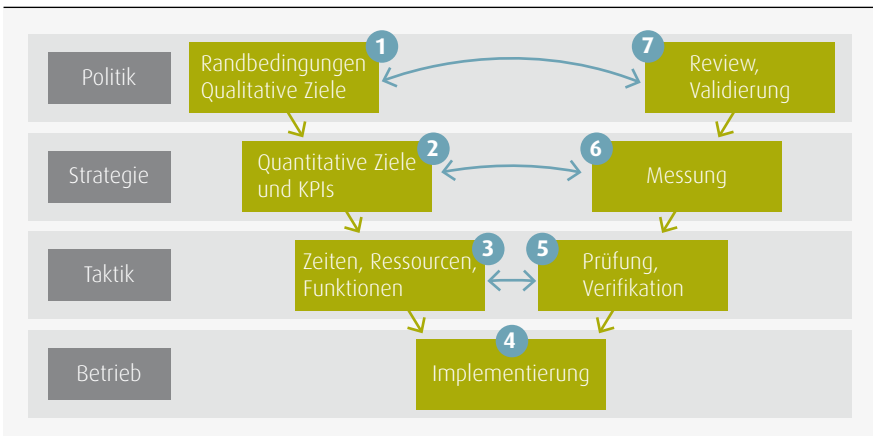 1
7
Politik
Randbedingungen
Qualitative Ziele
Review,
Validierung
2
6
Strategie
Quantitative Ziele
und KPIs
Messung
3
5
Taktik
Zeiten, Ressourcen,
Funktionen
Prüfung,
Verifikation
4
Betrieb
Implementierung